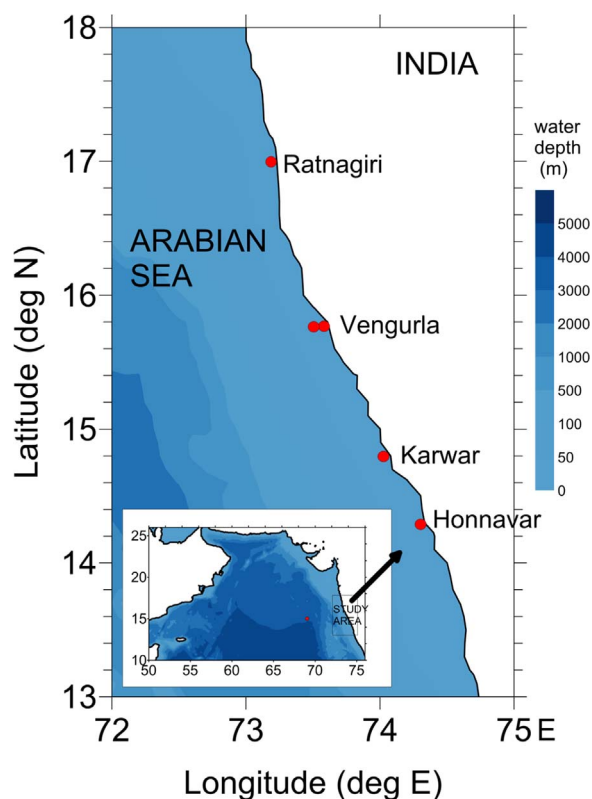 18
INDIA
water
depth
(m)
17
Ratnagiri
5000
ARABIAN
SEA
4000
3000
16
Vengurla
2000
1000
500
15
Karwar
100
50
0
Honnavar
14
25
20
15
10
STUDY
AREA
50 55 60 65 70 75
13
72 73 74 75 E
Latitude (deg N)
Longitude (deg E)